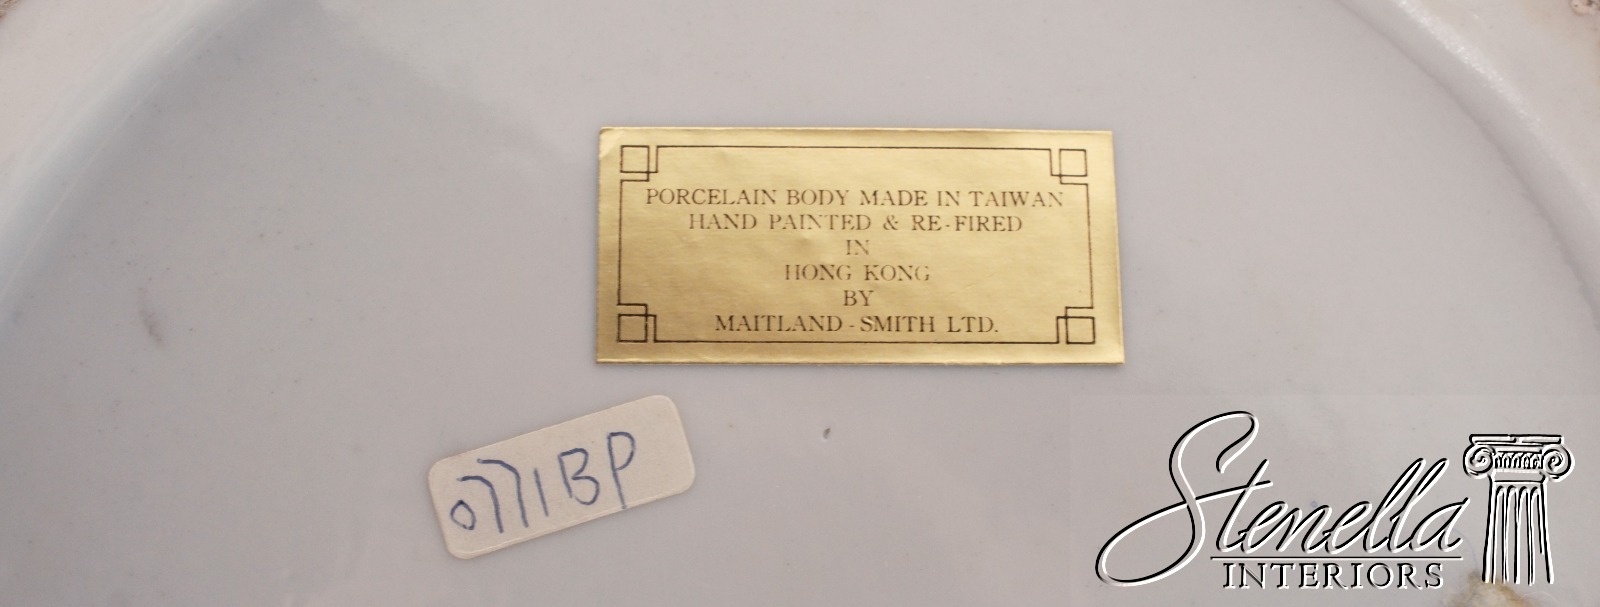 PORCELAIN BODY MADE IN TAIWAN
HAND PAINTED & RE-FIRED
IN
HONG KONG
BY
MAITLAND-SMITH LTD.
0771BP
Stenella
INTERIORS